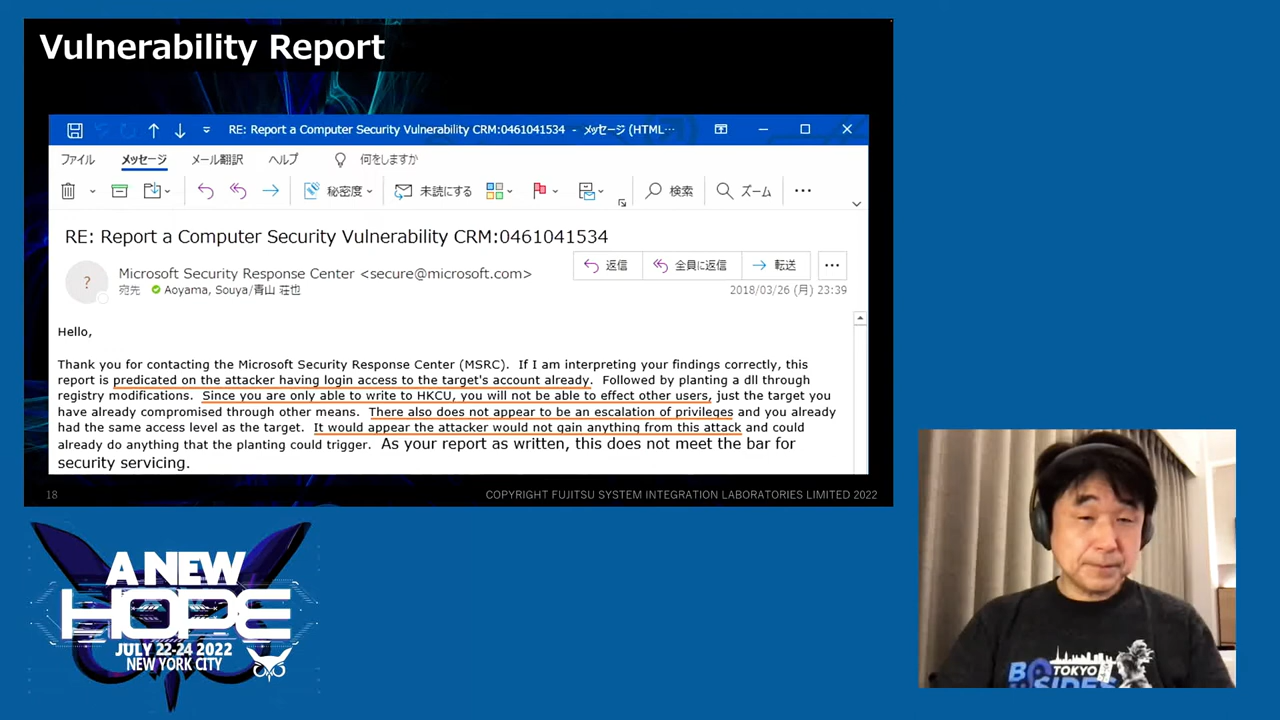 Vulnerability Report
RE: Report a Computer Security Vulnerability CRM:0461041534 - メッセージ (HTML…
ファイル メッセージ メール翻訳 ヘルプ 何をしますか
秘密度 未読にする 検索 ズーム
RE: Report a Computer Security Vulnerability CRM:0461041534
返信 全員に返信 転送
?
Microsoft Security Response Center <secure@microsoft.com>
宛先 Aoyama, Souya/青山 荘也
2018/03/26 (月) 23:39
Hello,
Thank you for contacting the Microsoft Security Response Center (MSRC). If I am interpreting your findings correctly, this
report is predicated on the attacker having login access to the target's account already. Followed by planting a dll through
registry modifications. Since you are only able to write to HKCU, you will not be able to effect other users, just the target you
have already compromised through other means. There also does not appear to be an escalation of privileges and you already
had the same access level as the target. It would appear the attacker would not gain anything from this attack and could
already do anything that the planting could trigger. As your report as written, this does not meet the bar for
security servicing.
18
COPYRIGHT FUJITSU SYSTEM INTEGRATION LABORATORIES LIMITED 2022
A NEW
HOPE
JULY 22-24 2022
NEW YORK CITY
TOKYO